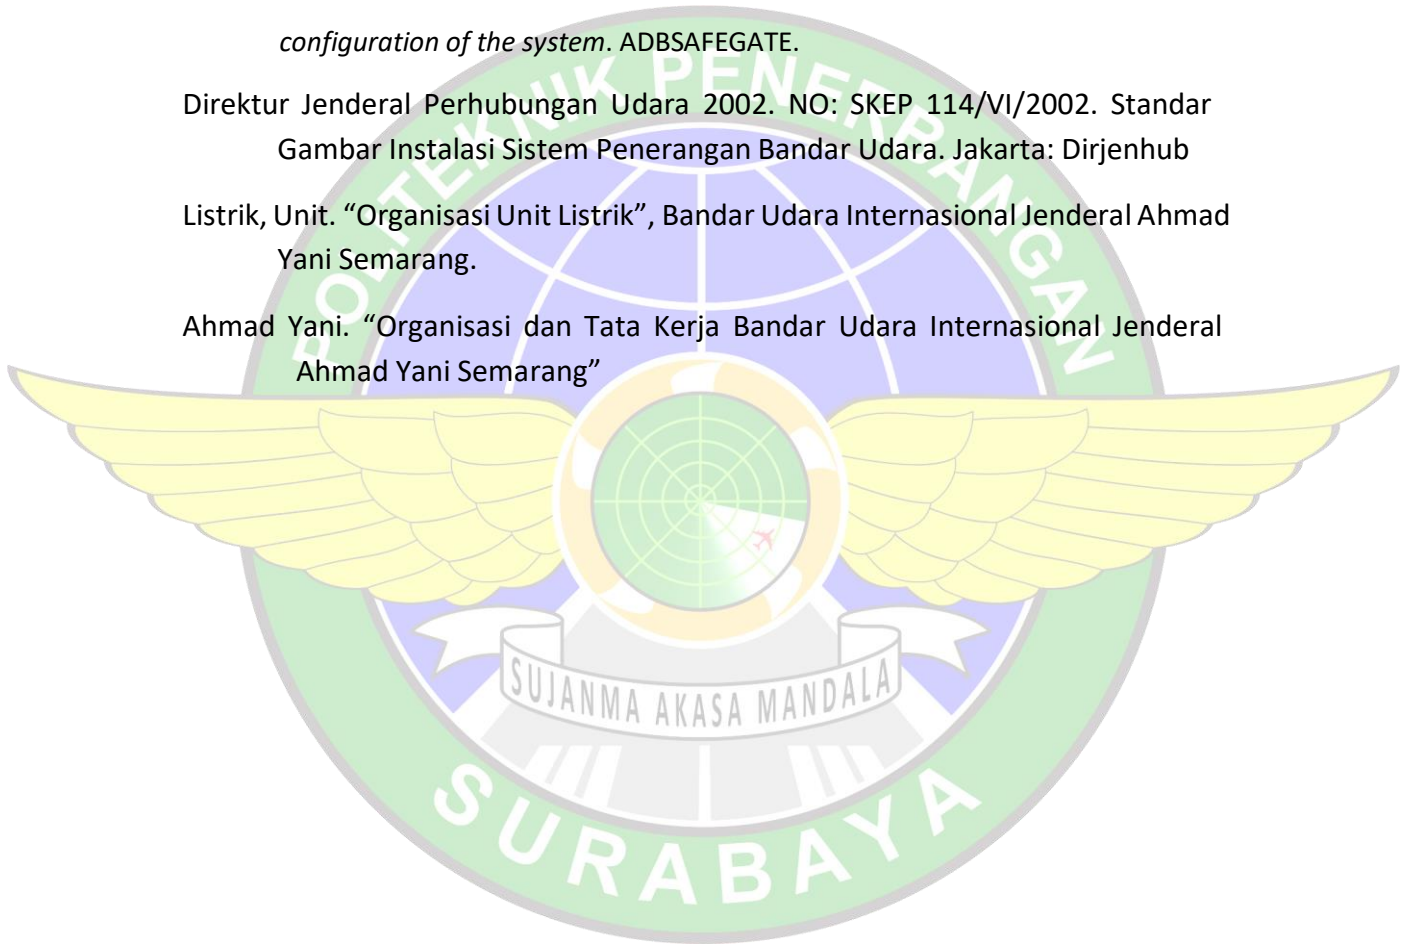 configuration of the system. ADBSAFEGATE.
Direktur Jenderal Perhubungan Udara 2002. NO: SKEP 114/VI/2002. Standar
Gambar Instalasi Sistem Penerangan Bandar Udara. Jakarta: Dirjenhub
Listrik, Unit. “Organisasi Unit Listrik”, Bandar Udara Internasional Jenderal Ahmad
Yani Semarang.
Ahmad Yani. “Organisasi dan Tata Kerja Bandar Udara Internasional Jenderal
Ahmad Yani Semarang”
POLITEKNIK PENERBANGAN
SUJANMA AKASA MANDALA
SURABAYA